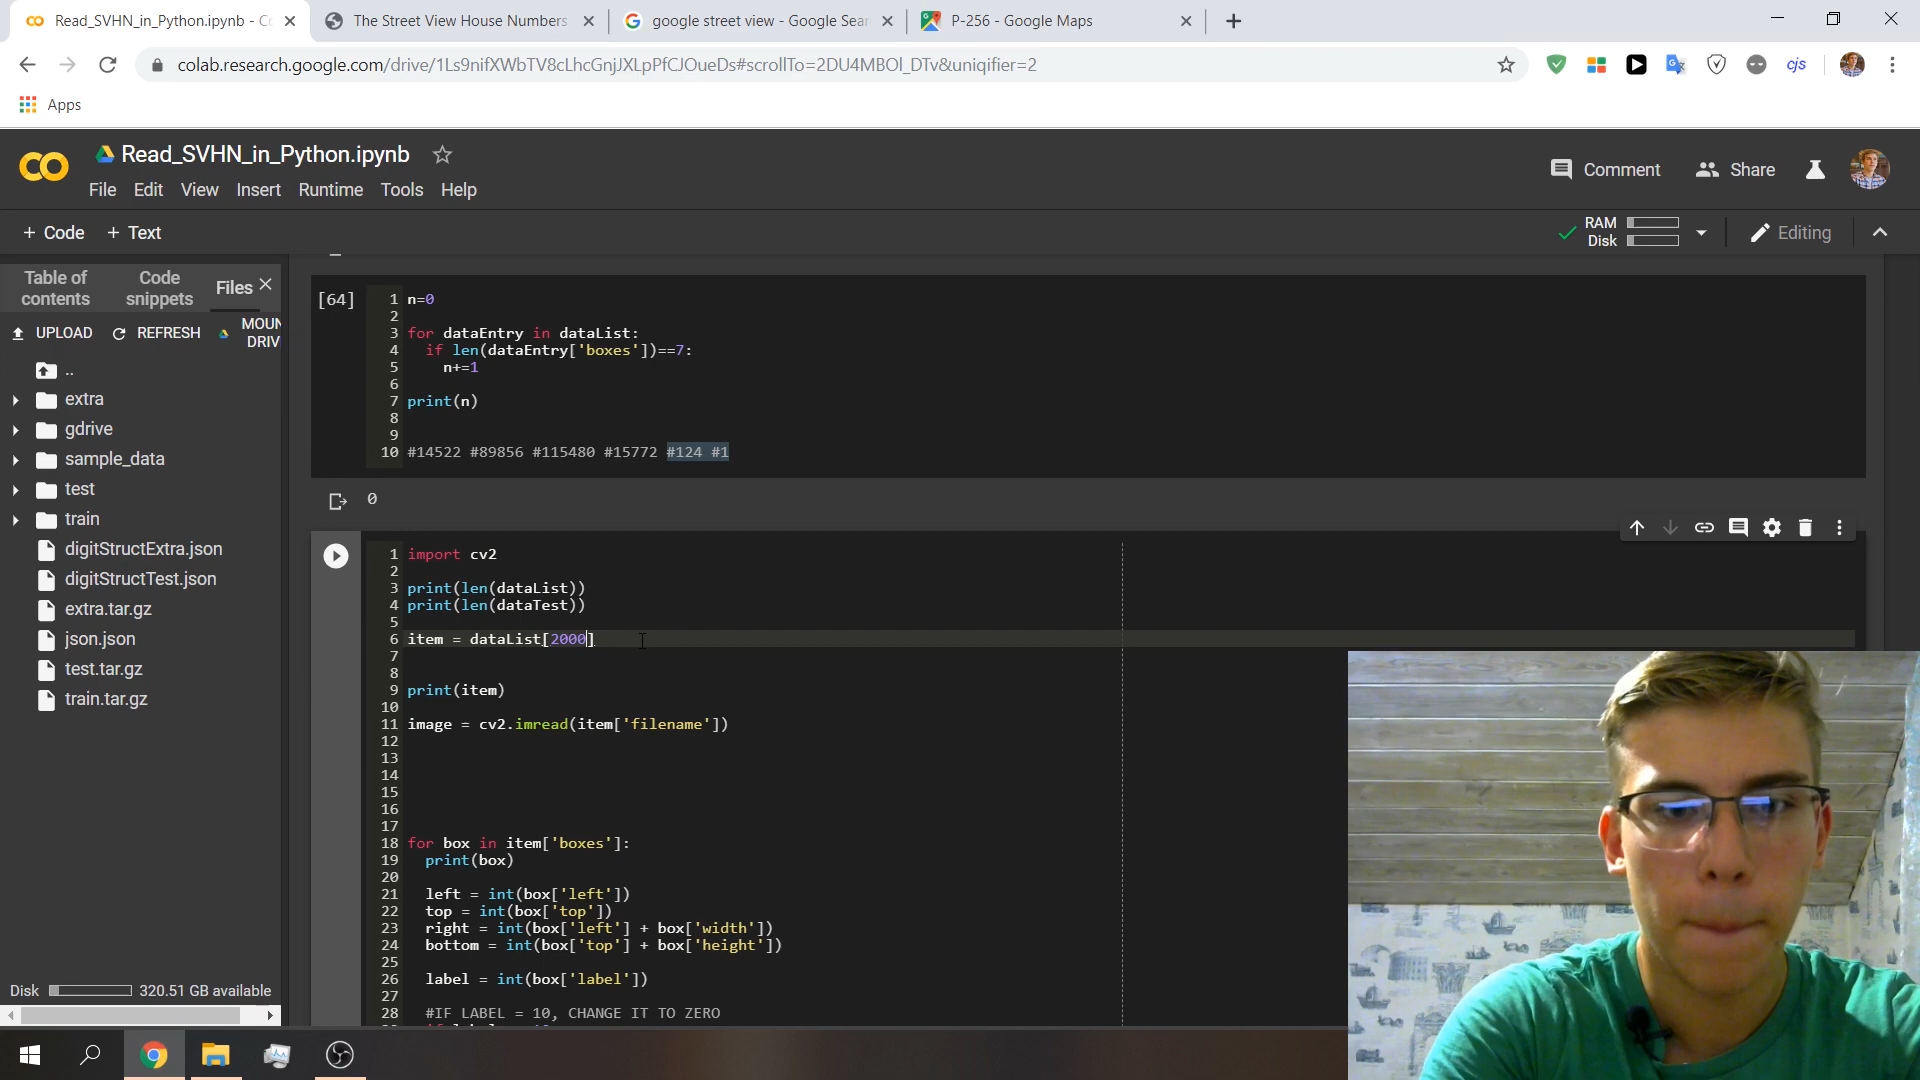 Read_SVHN_in_Python.ipynb - Co
The Street View House Numbers
google street view - Google Sear
P-256 - Google Maps
colab.research.google.com/drive/1Ls9nifXWbTV8cLhcGnjJXLpPfCJOueDs#scrollTo=2DU4MBOl_DTv&uniqifier=2
cjs
Apps
Read_SVHN_in_Python.ipynb
File Edit View Insert Runtime Tools Help
Comment
Share
+ Code + Text
RAM
Disk
Editing
Table of
contents
Code
snippets
Files
UPLOAD
REFRESH
MOUN
DRIV
..
extra
gdrive
sample_data
test
train
digitStructExtra.json
digitStructTest.json
extra.tar.gz
json.json
test.tar.gz
train.tar.gz
Disk 320.51 GB available
[64]
1 n=0
2
3 for dataEntry in dataList:
4 if len(dataEntry['boxes'])==7:
5 n+=1
6
7 print(n)
8
9
10 #14522 #89856 #115480 #15772 #124 #1
0
1 import cv2
2
3 print(len(dataList))
4 print(len(dataTest))
5
6 item = dataList[2000]
7
8
9 print(item)
10
11 image = cv2.imread(item['filename'])
12
13
14
15
16
17
18 for box in item['boxes']:
19 print(box)
20
21 left = int(box['left'])
22 top = int(box['top'])
23 right = int(box['left'] + box['width'])
24 bottom = int(box['top'] + box['height'])
25
26 label = int(box['label'])
27
28 #IF LABEL = 10, CHANGE IT TO ZERO